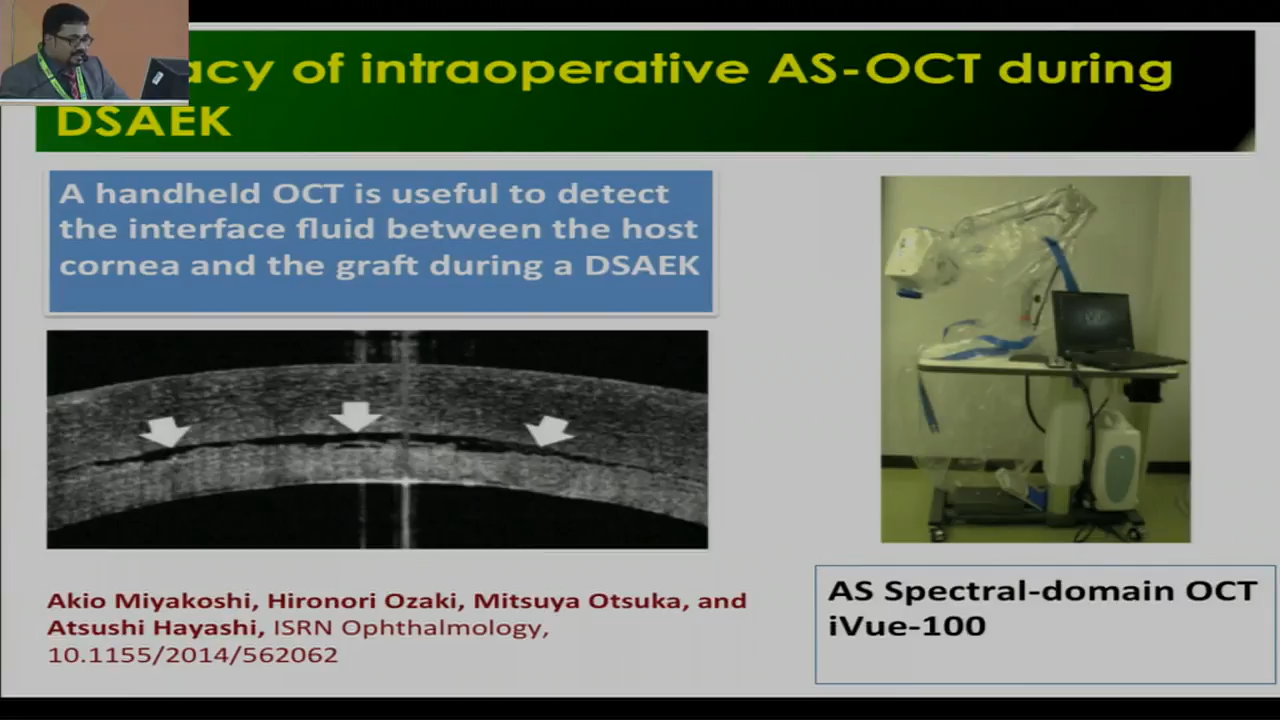 acy of intraoperative AS-OCT during
DSAEK
A handheld OCT is useful to detect
the interface fluid between the host
cornea and the graft during a DSAEK
Akio Miyakoshi, Hironori Ozaki, Mitsuya Otsuka, and
Atsushi Hayashi, ISRN Ophthalmology,
10.1155/2014/562062
AS Spectral-domain OCT
iVue-100